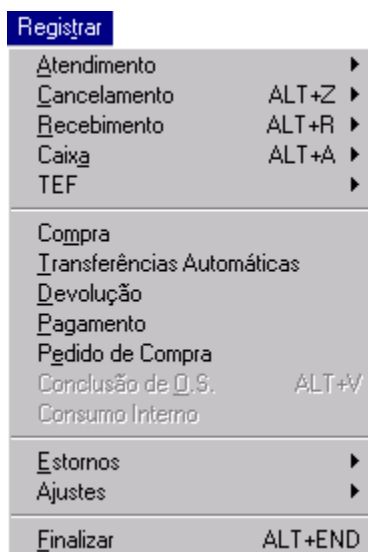 Registrar
Atendimento
Cancelamento ALT+Z
Recebimento ALT+R
Caixa ALT+A
TEF
Compra
Transferências Automáticas
Devolução
Pagamento
Pedido de Compra
Conclusão de O.S. ALT+V
Consumo Interno
Estornos
Ajustes
Finalizar ALT+END